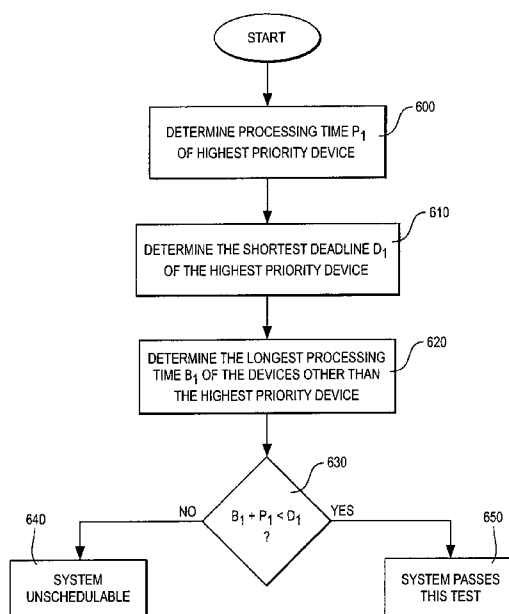 START
600
DETERMINE PROCESSING TIME P1
OF HIGHEST PRIORITY DEVICE
610
DETERMINE THE SHORTEST DEADLINE D1
OF THE HIGHEST PRIORITY DEVICE
620
DETERMINE THE LONGEST PROCESSING
TIME B1 OF THE DEVICES OTHER THAN
THE HIGHEST PRIORITY DEVICE
630
B1 + P1 < D1
?
NO
YES
640
SYSTEM
UNSCHEDULABLE
650
SYSTEM PASSES
THIS TEST